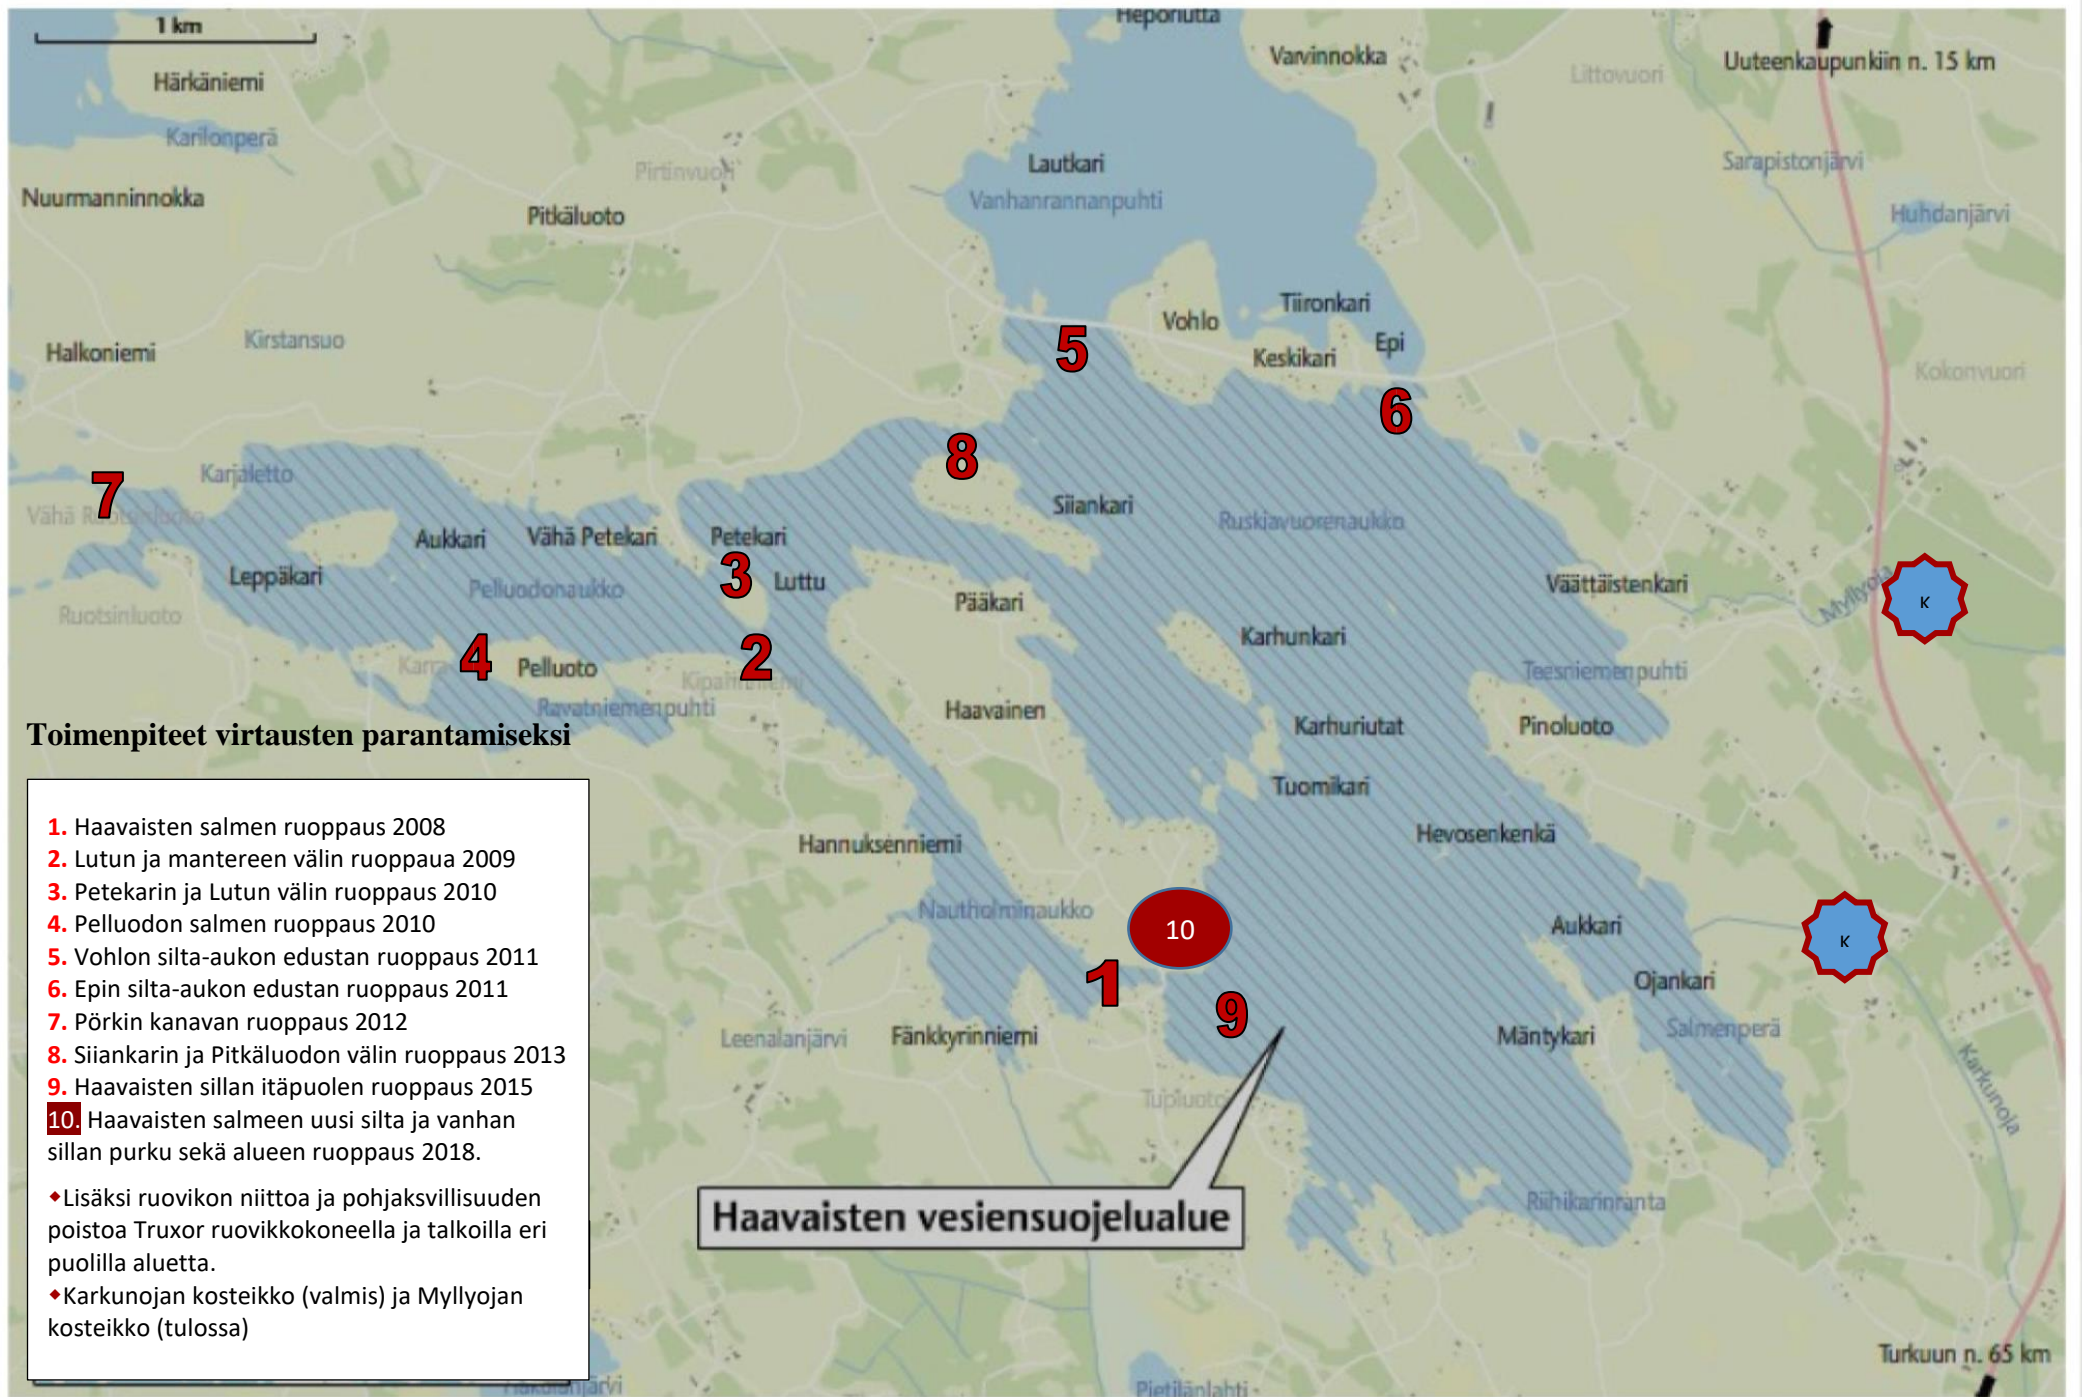 Heporiutta
1 km
Varvinnokka
Uuteenkaupunkiin n. 15 km
Härkäniemi
Littovuori
Karilonperä
Lautkari
Sarapistonjärvi
Pirtinvuori
Nuurmanninnokka
Vanhanrannanpuhti
Pitkäluoto
Huhdanjärvi
Tiironkari
Vohlo
Halkoniemi
Kirstansuo
5
Epi
Keskikari
Kokonvuori
6
8
Karjaletto
7
Siiankari
Vähä Ruotsinluoto
Ruskiavuorenaukko
Aukkari
Vähä Petekari
Petekari
Leppäkari
3
Luttu
Väättäistenkari
Myllyoja
Pelluodonaukko
Pääkari
K
Ruotsinluoto
Karhunkari
4
Pelluoto
2
Teesniemenpuhti
Ravatniemenpuhti
Haavainen
Karhuriutat
Pinoluoto
Toimenpiteet virtausten parantamiseksi
Tuomikari
1. Haavaisten salmen ruoppaus 2008
2. Lutun ja mantereen välin ruoppaua 2009
3. Petekarin ja Lutun välin ruoppaus 2010
4. Pelluodon salmen ruoppaus 2010
5. Vohlon silta-aukon edustan ruoppaus 2011
6. Epin silta-aukon edustan ruoppaus 2011
7. Pörkin kanavan ruoppaus 2012
8. Siiankarin ja Pitkäluodon välin ruoppaus 2013
9. Haavaisten sillan itäpuolen ruoppaus 2015
10. Haavaisten salmeen uusi silta ja vanhan
sillan purku sekä alueen ruoppaus 2018.
◆Lisäksi ruovikon niittoa ja pohjaksvillisuuden
poistoa Truxor ruovikkokoneella ja talkoilla eri
puolilla aluetta.
◆Karkunojan kosteikko (valmis) ja Myllyojan
kosteikko (tulossa)
Hannuksenniemi
Hevosenkenkä
Nautholminaukko
10
Aukkari
K
1
Ojankari
9
Leenalanjärvi
Fänkkyrinniemi
Mäntykari
Salmenperä
Karkunoja
Tupluoto
Riihikarinranta
Haavaisten vesiensuojelualue
Turkuun n. 65 km
Pietilänlahti